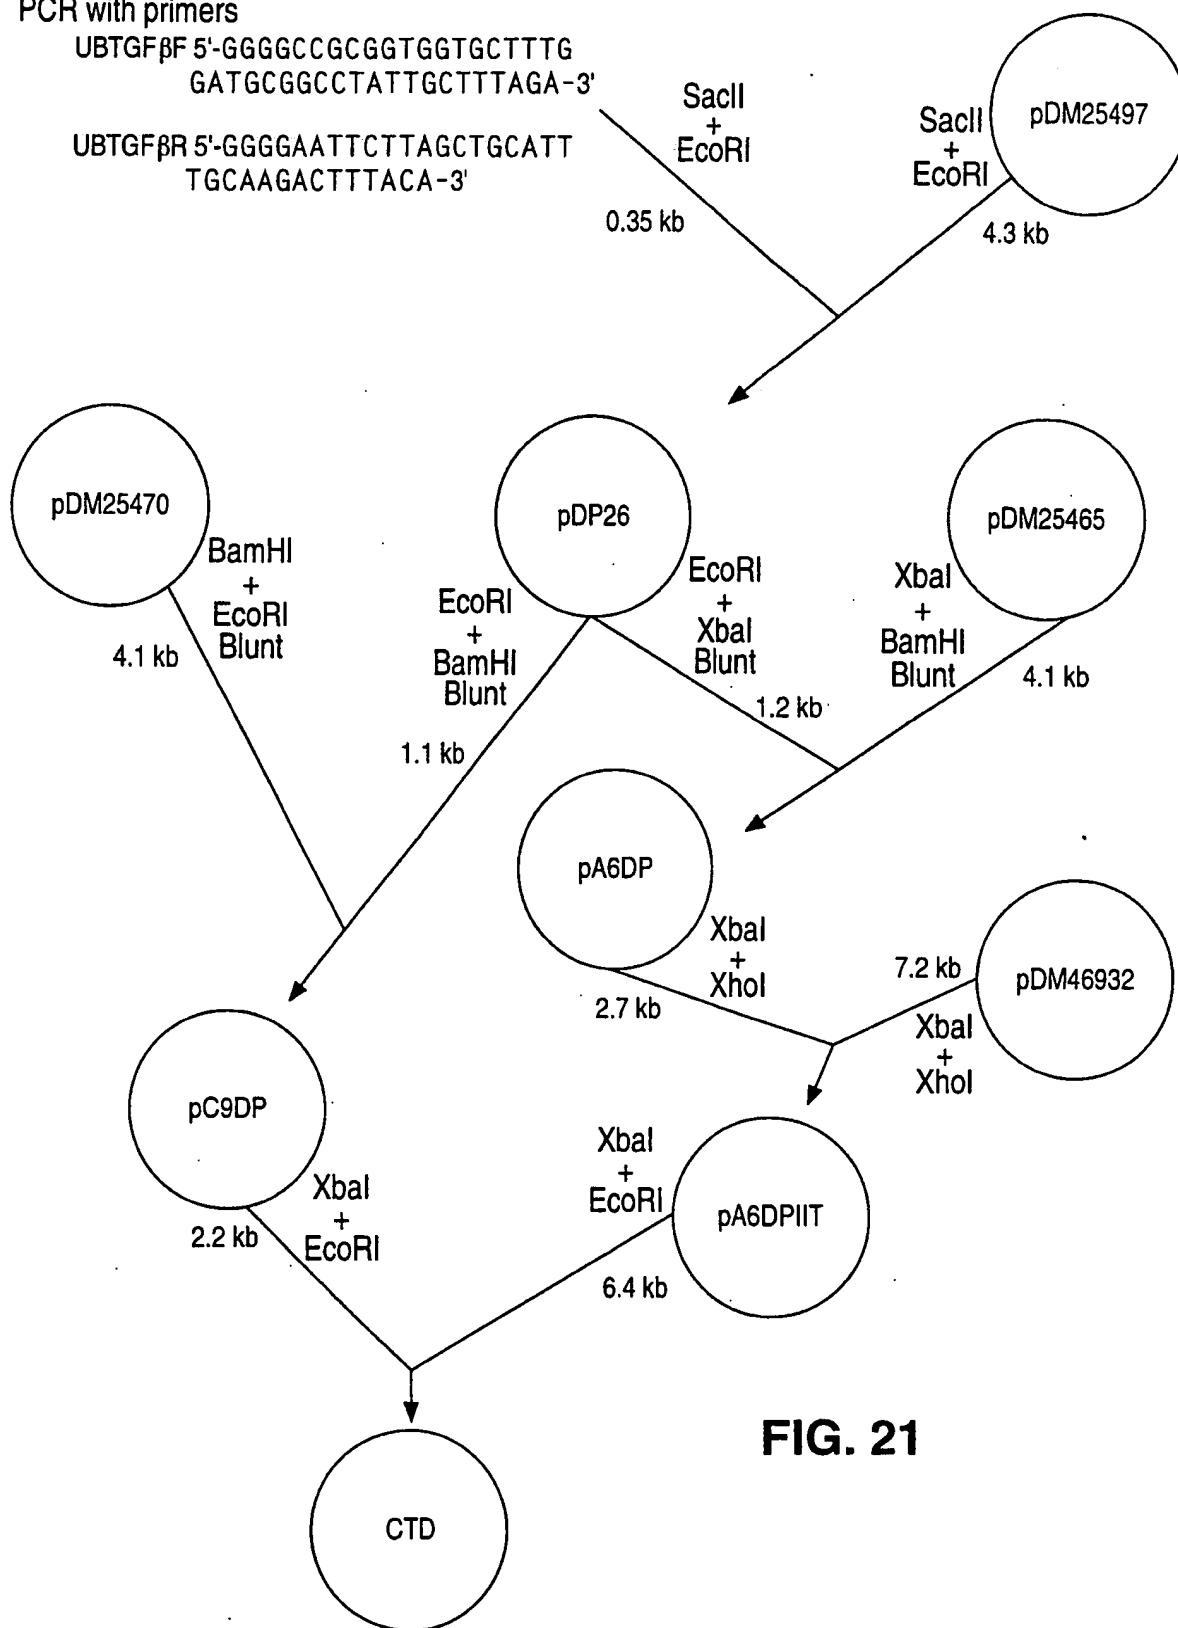 PCR with primers
UBTGFβF 5'-GGGGCCGCGGTGGTGCTTTG
GATGCGGCCTATTGCTTTAGA-3'
UBTGFβR 5'-GGGGAATTCTTAGCTGCATT
TGCAAGACTTTACA-3'
SacII
+
EcoRI
0.35 kb
SacII
+
EcoRI
pDM25497
4.3 kb
pDM25470
BamHI
+
EcoRI
Blunt
4.1 kb
pDP26
EcoRI
+
BamHI
Blunt
1.1 kb
EcoRI
+
XbaI
Blunt
1.2 kb
pDM25465
XbaI
+
BamHI
Blunt
4.1 kb
pA6DP
XbaI
+
XhoI
2.7 kb
7.2 kb
pDM46932
XbaI
+
XhoI
pC9DP
XbaI
+
EcoRI
2.2 kb
XbaI
+
EcoRI
pA6DPIIT
6.4 kb
CTD
FIG. 21